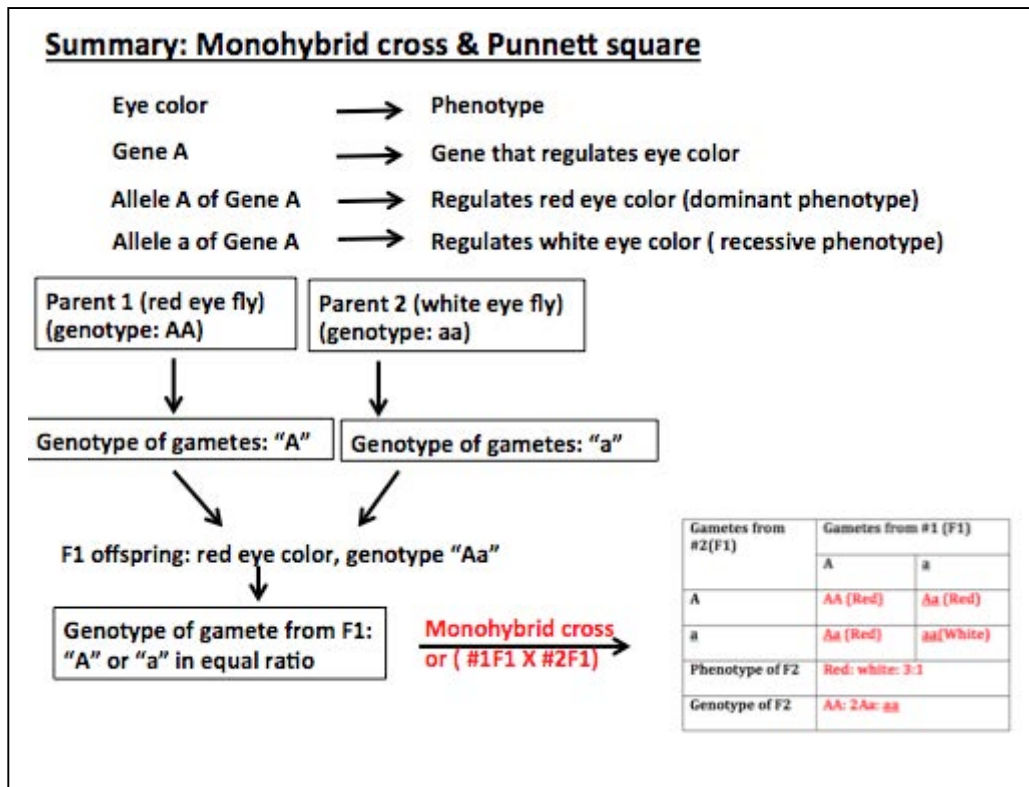 Summary: Monohybrid cross & Punnett square
Eye color Phenotype
Gene A Gene that regulates eye color
Allele A of Gene A Regulates red eye color (dominant phenotype)
Allele a of Gene A Regulates white eye color ( recessive phenotype)
Parent 1 (red eye fly)
(genotype: AA)
Parent 2 (white eye fly)
(genotype: aa)
Genotype of gametes: “A”
Genotype of gametes: “a”
F1 offspring: red eye color, genotype “Aa”
Genotype of gamete from F1:
“A” or “a” in equal ratio
Monohybrid cross
or ( #1F1 X #2F1)
Gametes from
#2(F1)
Gametes from #1 (F1)
A a
A AA (Red) Aa (Red)
a Aa (Red) aa(White)
Phenotype of F2 Red: white: 3:1
Genotype of F2 AA: 2Aa: aa